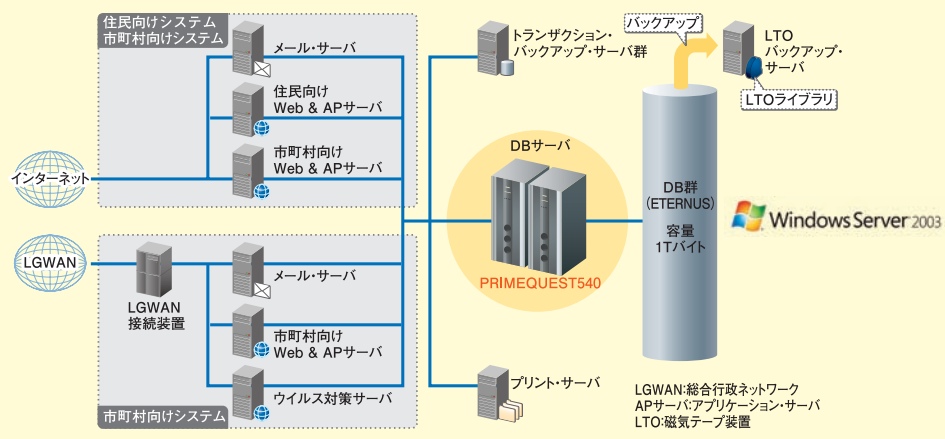 住民向けシステム
市町村向けシステム
メール・サーバ
住民向け
Web & APサーバ
市町村向け
Web & APサーバ
インターネット
LGWAN
LGWAN
接続装置
メール・サーバ
市町村向け
Web & APサーバ
ウイルス対策サーバ
市町村向けシステム
トランザクション・
バックアップ・サーバ群
DBサーバ
PRIMEQUEST540
プリント・サーバ
バックアップ
LTO
バックアップ・
サーバ
LTOライブラリ
DB群
(ETERNUS)
容量
1Tバイト
Windows Server 2003
LGWAN:総合行政ネットワーク
APサーバ:アプリケーション・サーバ
LTO:磁気テープ装置